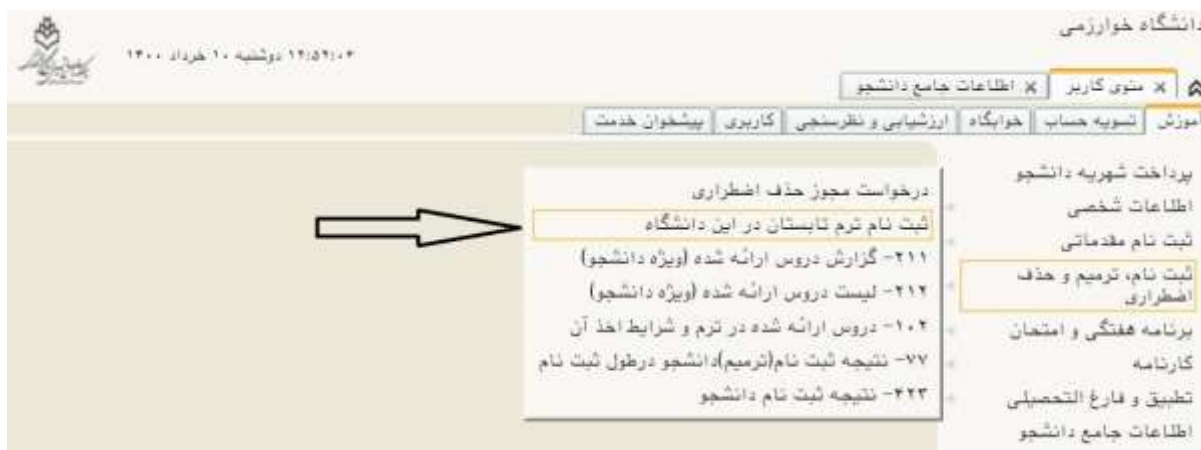 دانشگاه خوارزمی
۱۲:۵۲:۰۳ دوشنبه ۱۰ خرداد ۱۴۰۰
منوی کاربر x اطلاعات جامع دانشجو x
آموزش تسویه حساب خوابگاه ارزشیابی و نظرسنجی کاربری پیشخوان خدمت
پرداخت شهریه دانشجو
اطلاعات شخصی
ثبت نام مقدماتی
ثبت نام، ترمیم و حذف
اضطراری
برنامه هفتگی و امتحان
کارنامه
تطبیق و فارغ التحصیلی
اطلاعات جامع دانشجو
درخواست مجوز حذف اضطراری
ثبت نام ترم تابستان در این دانشگاه
۲۱۱- گزارش دروس ارائه شده (ویژه دانشجو)
۲۱۲- لیست دروس ارائه شده (ویژه دانشجو)
۱۰۲- دروس ارائه شده در ترم و شرایط اخذ آن
۷۷- نتیجه ثبت نام(ترمیم)دانشجو درطول ثبت نام
۴۲۳- نتیجه ثبت نام دانشجو